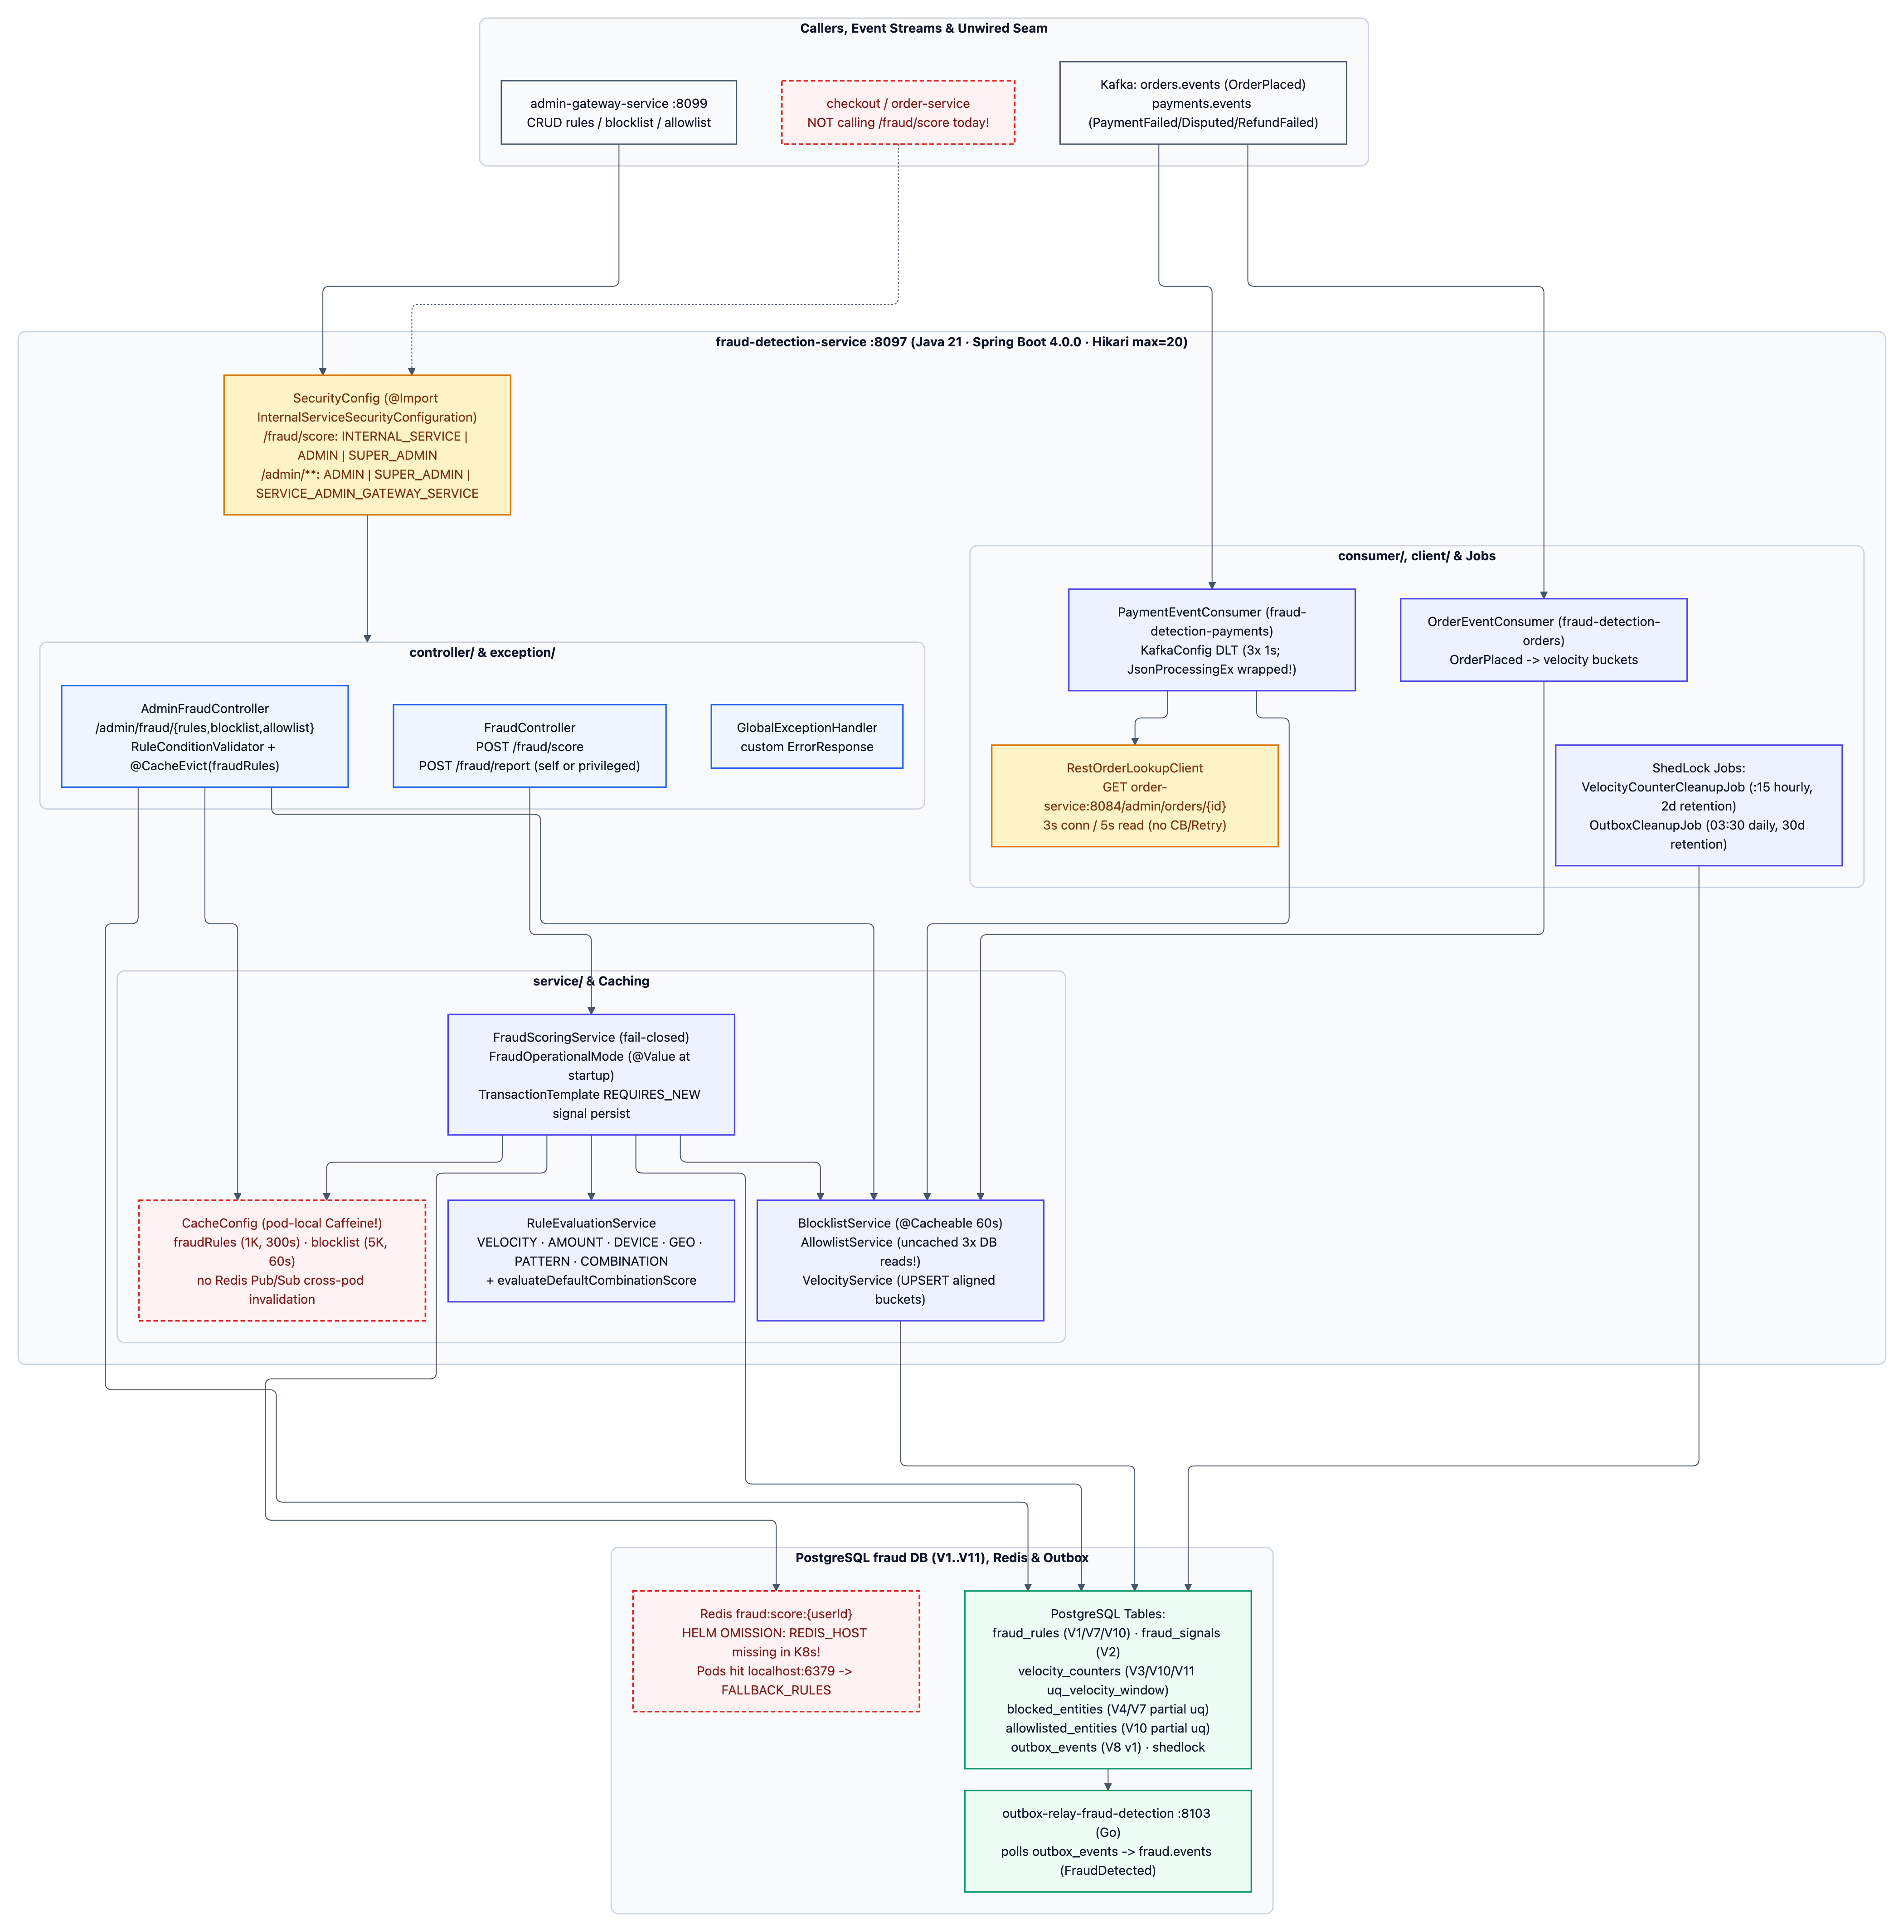 Callers, Event Streams & Unwired Seam
admin-gateway-service :8099
CRUD rules / blocklist / allowlist
checkout / order-service
NOT calling /fraud/score today!
Kafka: orders.events (OrderPlaced)
payments.events
(PaymentFailed/Disputed/RefundFailed)
fraud-detection-service :8097 (Java 21 · Spring Boot 4.0.0 · Hikari max=20)
SecurityConfig (@Import
InternalServiceSecurityConfiguration)
/fraud/score: INTERNAL_SERVICE |
ADMIN | SUPER_ADMIN
/admin/**: ADMIN | SUPER_ADMIN |
SERVICE_ADMIN_GATEWAY_SERVICE
consumer/, client/ & Jobs
PaymentEventConsumer (fraud-
detection-payments)
KafkaConfig DLT (3x 1s;
JsonProcessingEx wrapped!)
OrderEventConsumer (fraud-detection-
orders)
OrderPlaced -> velocity buckets
RestOrderLookupClient
GET order-
service:8084/admin/orders/{id}
3s conn / 5s read (no CB/Retry)
ShedLock Jobs:
VelocityCounterCleanupJob (:15 hourly,
2d retention)
OutboxCleanupJob (03:30 daily, 30d
retention)
controller/ & exception/
AdminFraudController
/admin/fraud/{rules,blocklist,allowlist}
RuleConditionValidator +
@CacheEvict(fraudRules)
FraudController
POST /fraud/score
POST /fraud/report (self or privileged)
GlobalExceptionHandler
custom ErrorResponse
service/ & Caching
FraudScoringService (fail-closed)
FraudOperationalMode (@Value at
startup)
TransactionTemplate REQUIRES_NEW
signal persist
CacheConfig (pod-local Caffeine!)
fraudRules (1K, 300s) · blocklist (5K,
60s)
no Redis Pub/Sub cross-pod
invalidation
RuleEvaluationService
VELOCITY · AMOUNT · DEVICE · GEO ·
PATTERN · COMBINATION
+ evaluateDefaultCombinationScore
BlocklistService (@Cacheable 60s)
AllowlistService (uncached 3x DB
reads!)
VelocityService (UPSERT aligned
buckets)
PostgreSQL fraud DB (V1..V11), Redis & Outbox
Redis fraud:score:{userId}
HELM OMISSION: REDIS_HOST
missing in K8s!
Pods hit localhost:6379 ->
FALLBACK_RULES
PostgreSQL Tables:
fraud_rules (V1/V7/V10) · fraud_signals
(V2)
velocity_counters (V3/V10/V11
uq_velocity_window)
blocked_entities (V4/V7 partial uq)
allowlisted_entities (V10 partial uq)
outbox_events (V8 v1) · shedlock
outbox-relay-fraud-detection :8103
(Go)
polls outbox_events -> fraud.events
(FraudDetected)